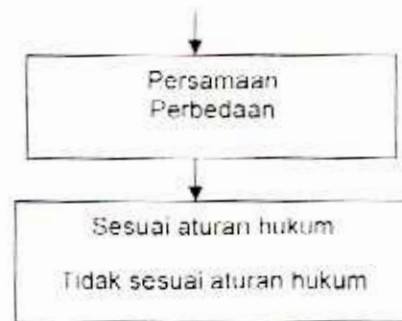 Persamaan
Perbedaan
Sesuai aturan hukum
Tidak sesuai aturan hukum